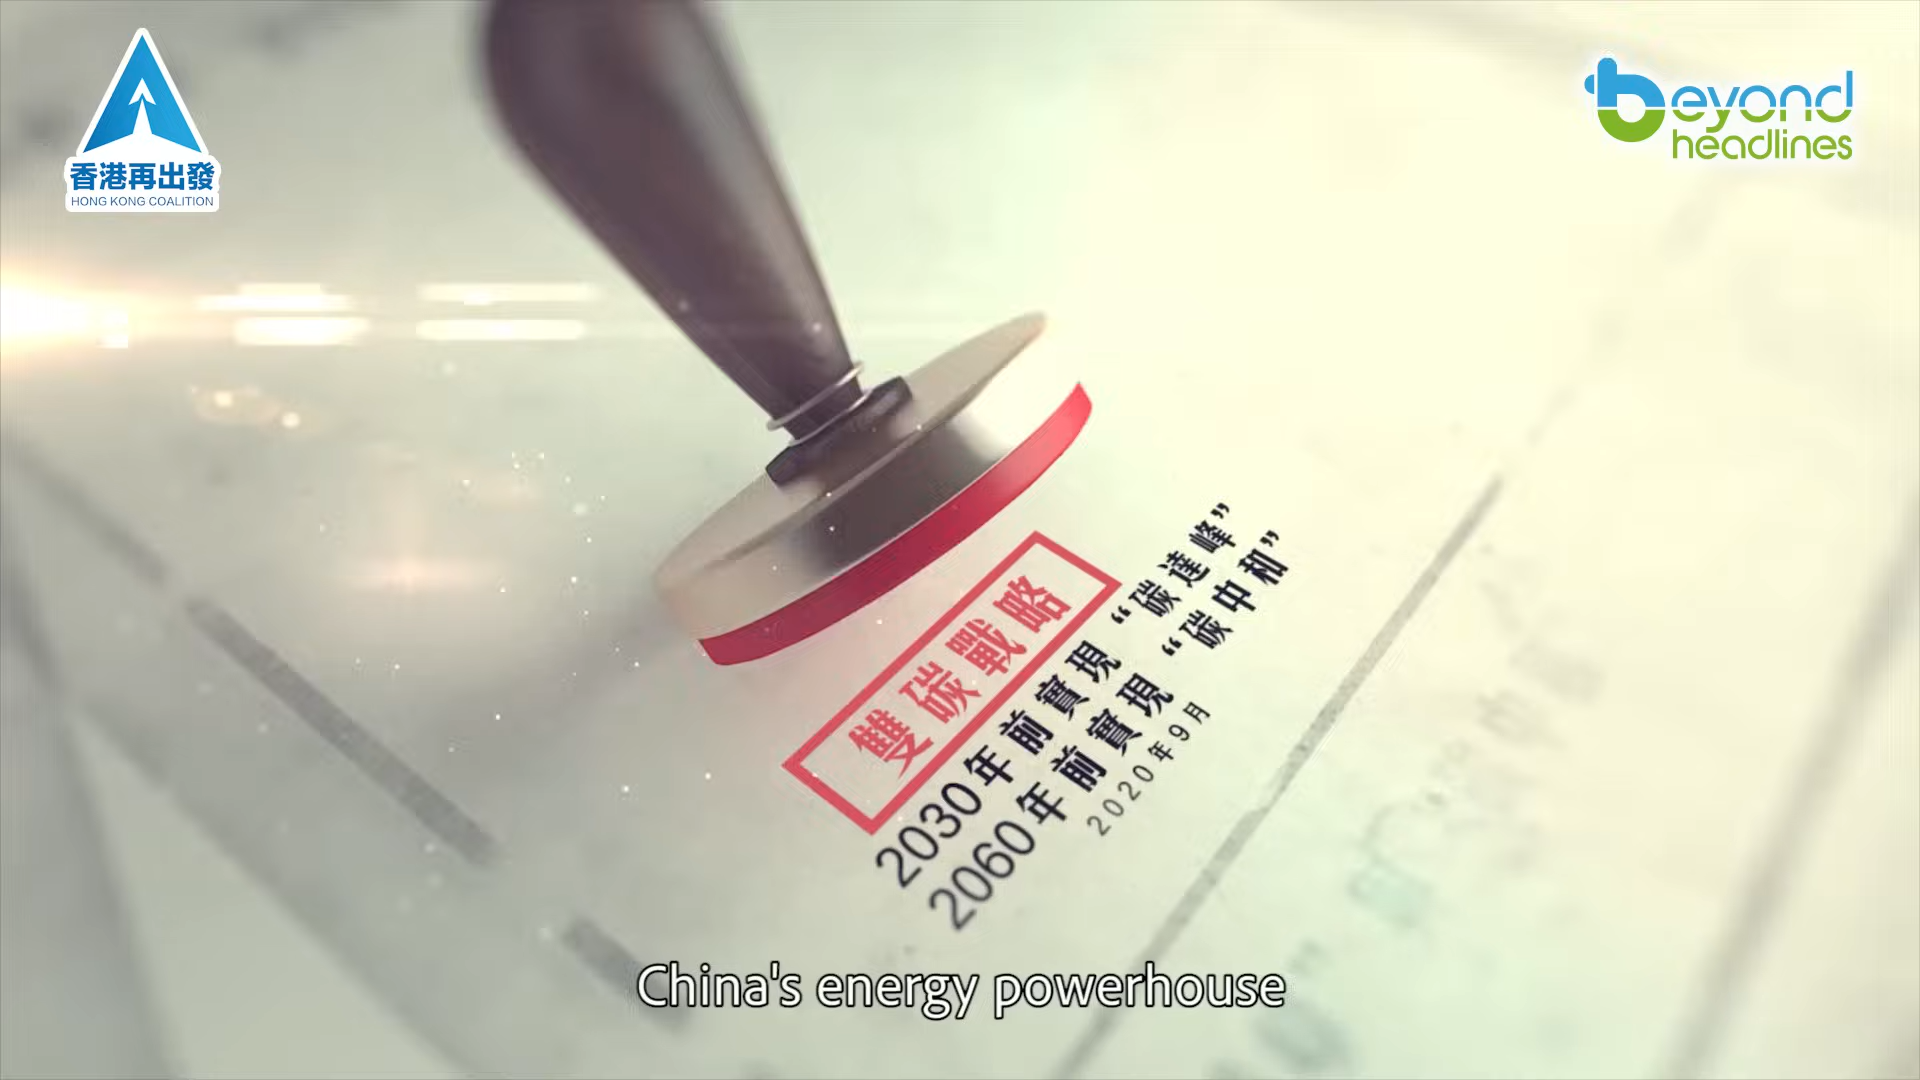 香港再出發
HONG KONG COALITION
beyond
headlines
雙碳戰略
2030年前實現“碳達峰”
2060年前實現“碳中和”
2020年9月
China's energy powerhouse